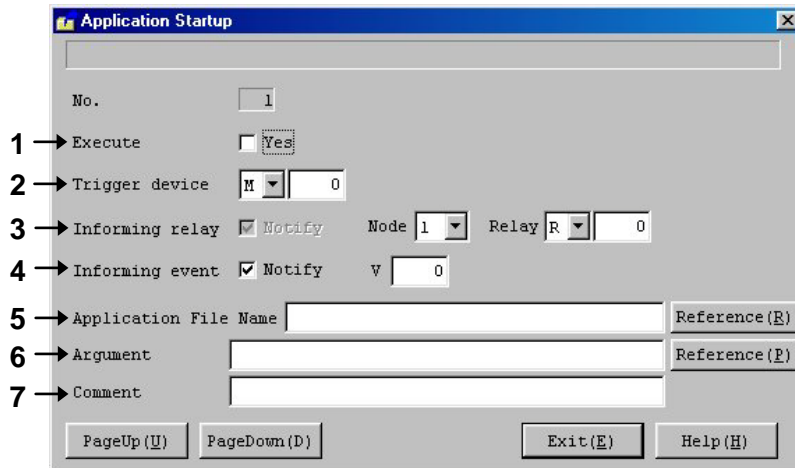 Application Startup
No. 1
1 Execute Yes
2 Trigger device M 0
3 Informing relay Notify Node 1 Relay R 0
4 Informing event Notify V 0
5 Application File Name Reference(R)
6 Argument Reference(P)
7 Comment
PageUp(U) PageDown(D) Exit(E) Help(H)